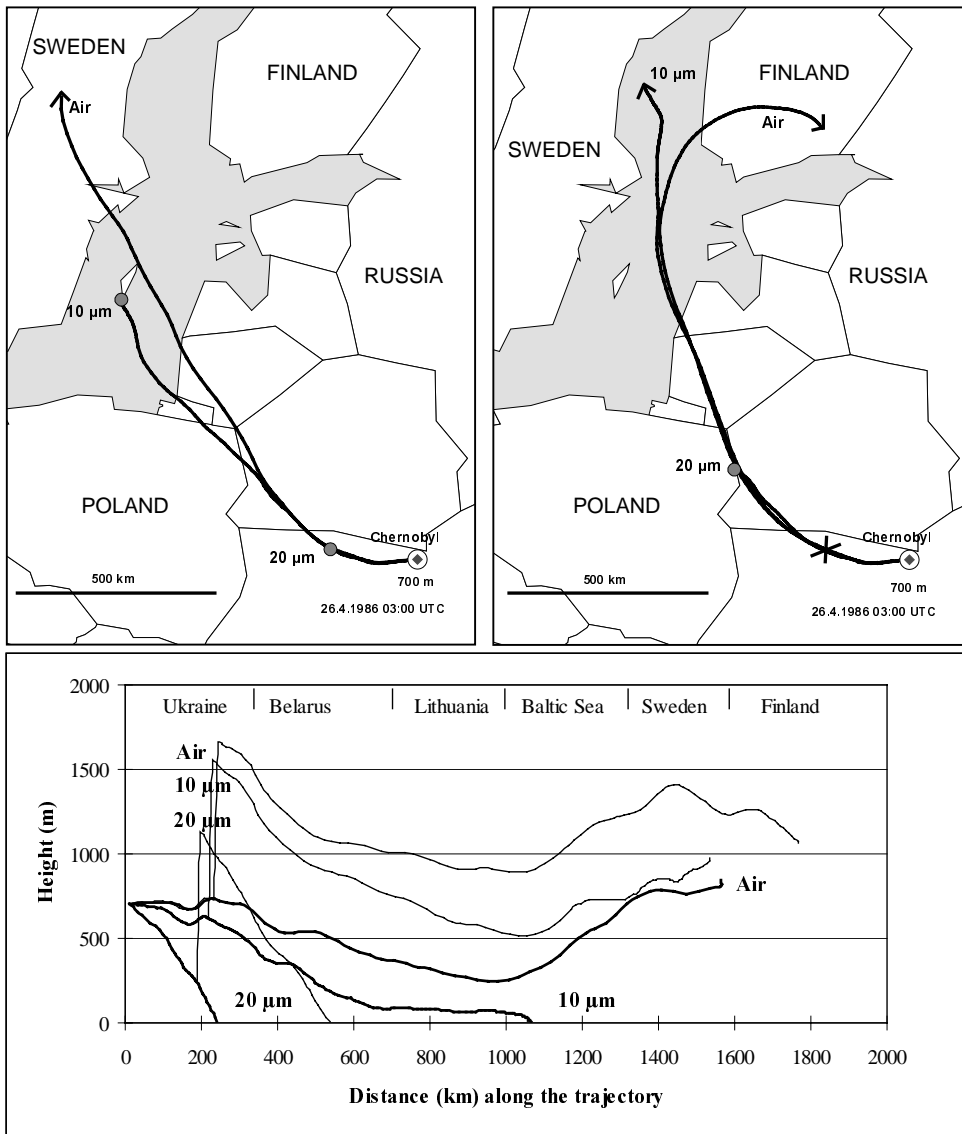 SWEDEN
FINLAND
Air
RUSSIA
10 µm
POLAND
Chernobyl
20 µm
500 km
700 m
26.4.1986 03:00 UTC
10 µm
FINLAND
Air
SWEDEN
RUSSIA
20 µm
POLAND
Chernobyl
500 km
700 m
26.4.1986 03:00 UTC
2000
Ukraine Belarus Lithuania Baltic Sea Sweden Finland
Air
1500
10 µm
20 µm
Height (m)
1000
Air
500
20 µm 10 µm
0
0 200 400 600 800 1000 1200 1400 1600 1800 2000
Distance (km) along the trajectory